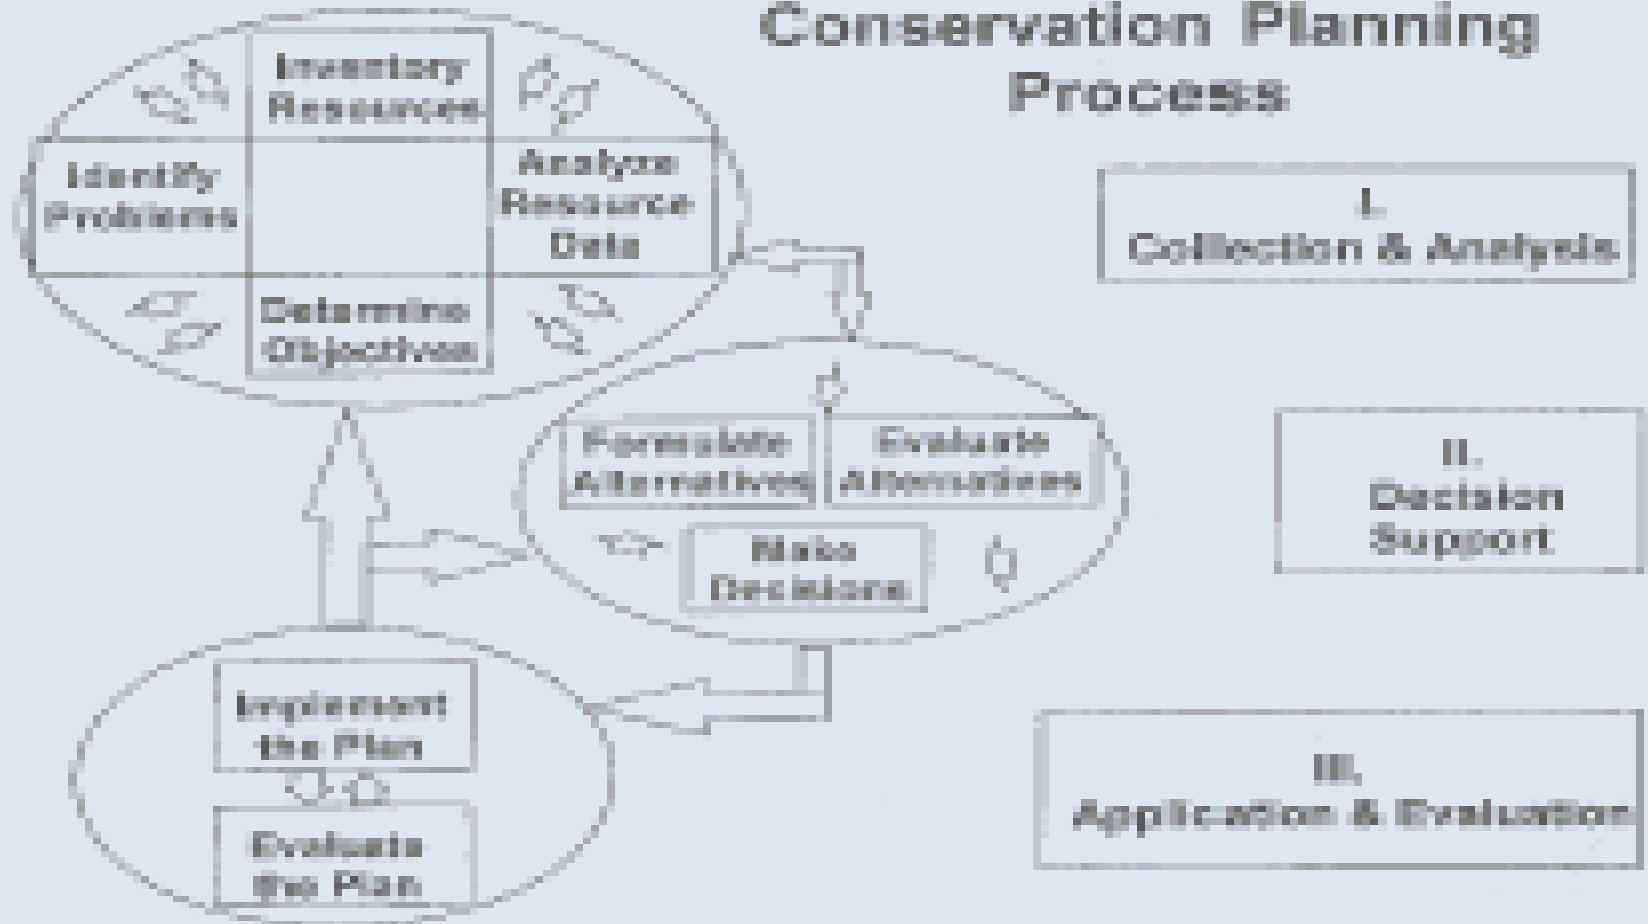 Conservation Planning
Process
Inventory
Resources
Identify
Problems
Analyze
Resource
Data
Determine
Objectives
I.
Collection & Analysis
Formulate
Alternatives
Evaluate
Alternatives
Make
Decisions
II.
Decision
Support
Implement
the Plan
Evaluate
the Plan
III.
Application & Evaluation